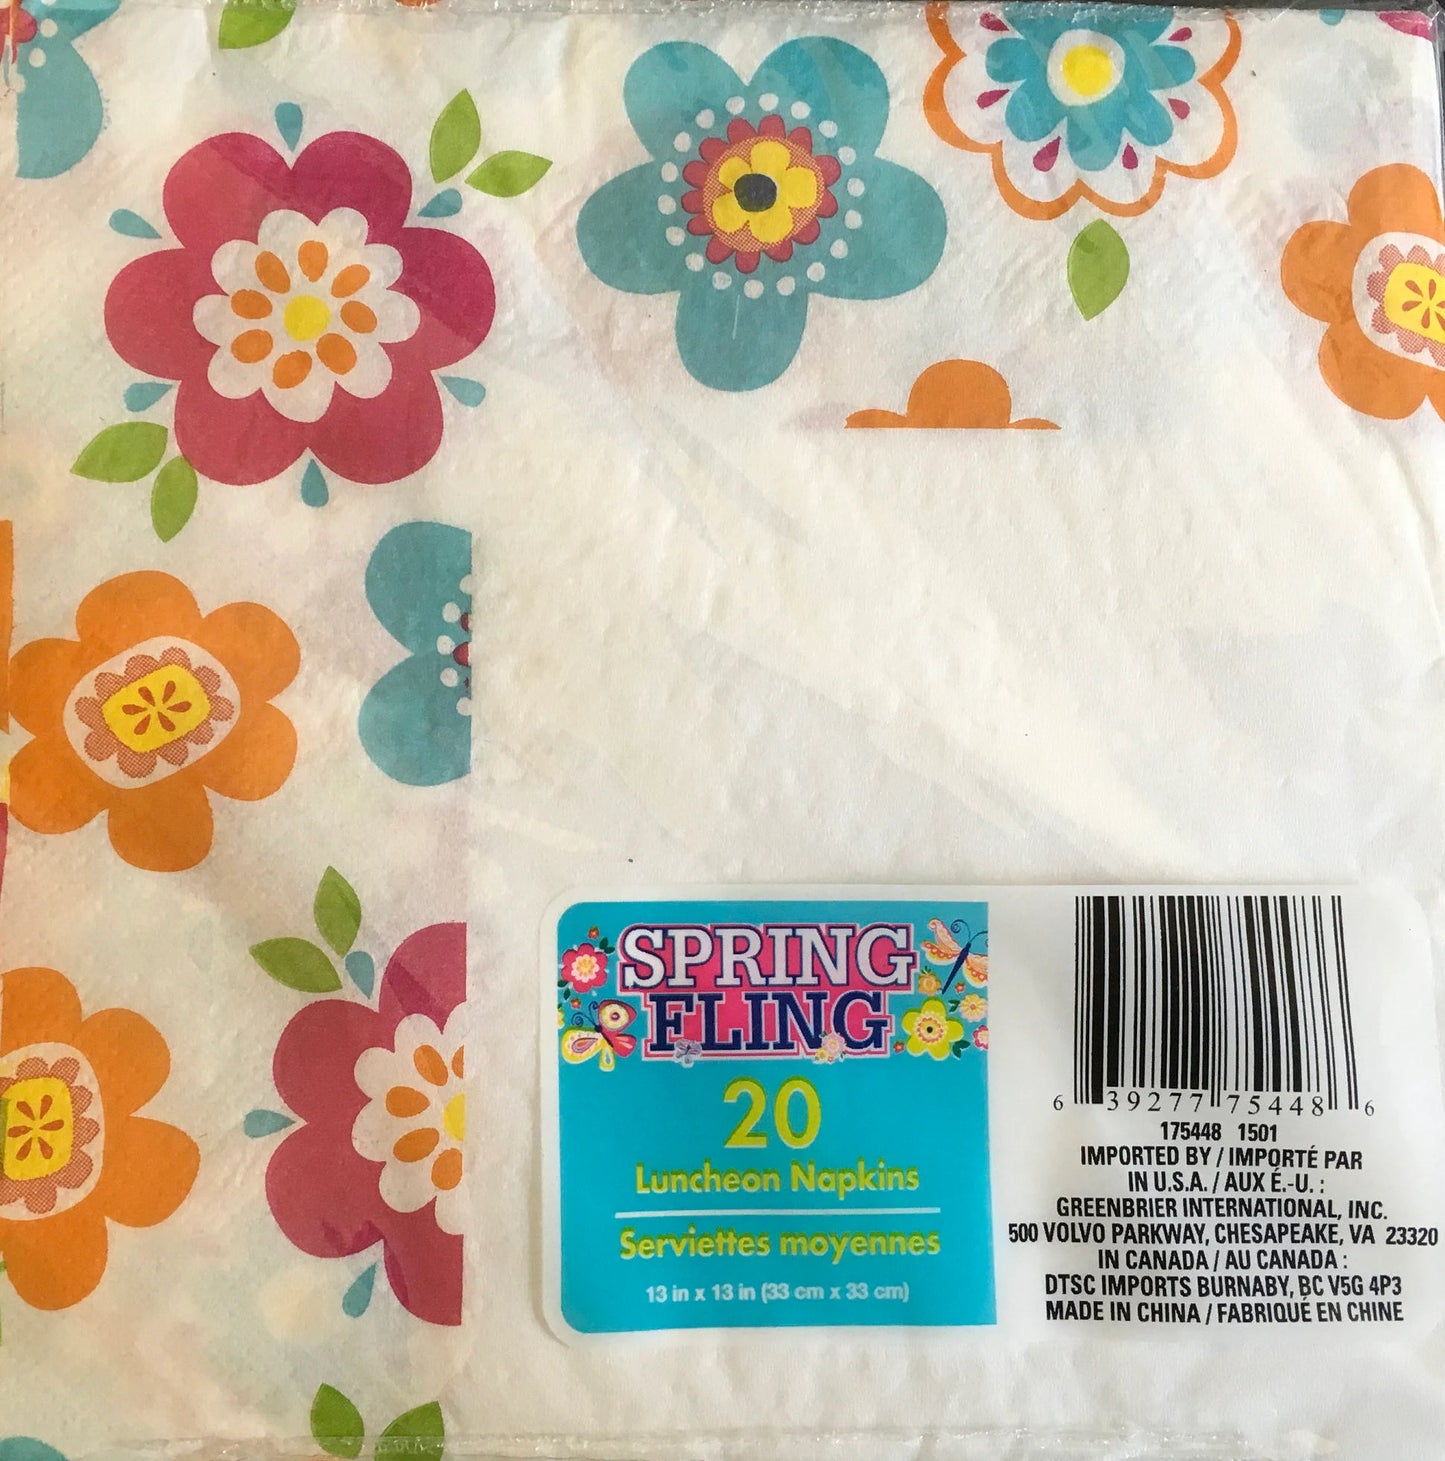 SPRING
FLING
20
Luncheon Napkins
Serviettes moyennes
13 in x 13 in (33 cm x 33 cm)
6 39277 75448 6
175448 1501
IMPORTED BY / IMPORTÉ PAR
IN U.S.A. / AUX É.-U. :
GREENBRIER INTERNATIONAL, INC.
500 VOLVO PARKWAY, CHESAPEAKE, VA 23320
IN CANADA / AU CANADA :
DTSC IMPORTS BURNABY, BC V5G 4P3
MADE IN CHINA / FABRIQUÉ EN CHINE